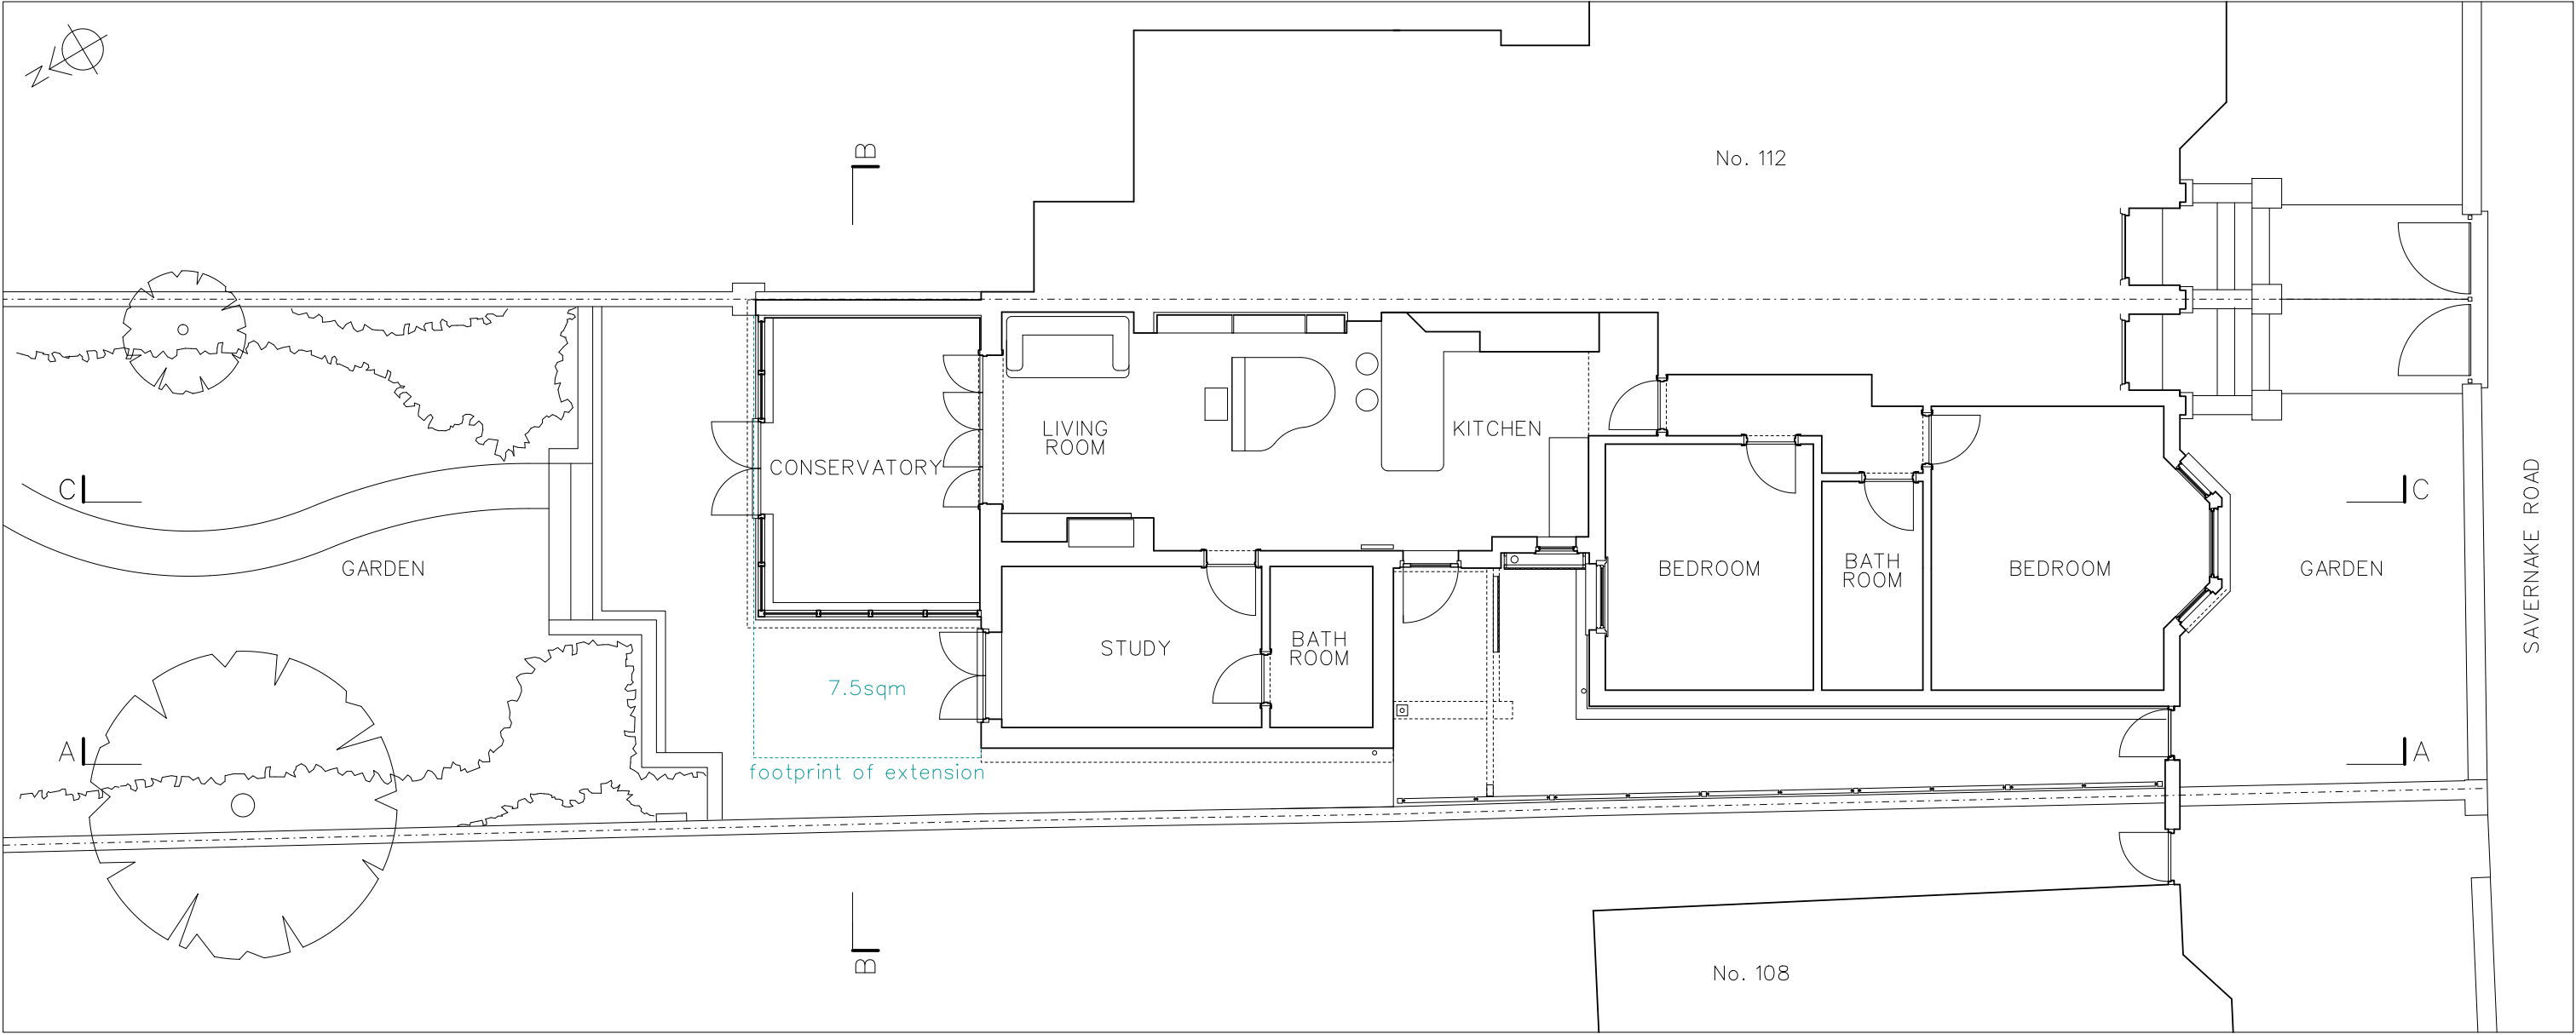 N
B
No. 112
LIVING
ROOM
KITCHEN
CONSERVATORY
C
C
GARDEN
BEDROOM
BATH
ROOM
BEDROOM
GARDEN
SAVERNAKE ROAD
STUDY
BATH
ROOM
7.5sqm
A
A
footprint of extension
B
No. 108